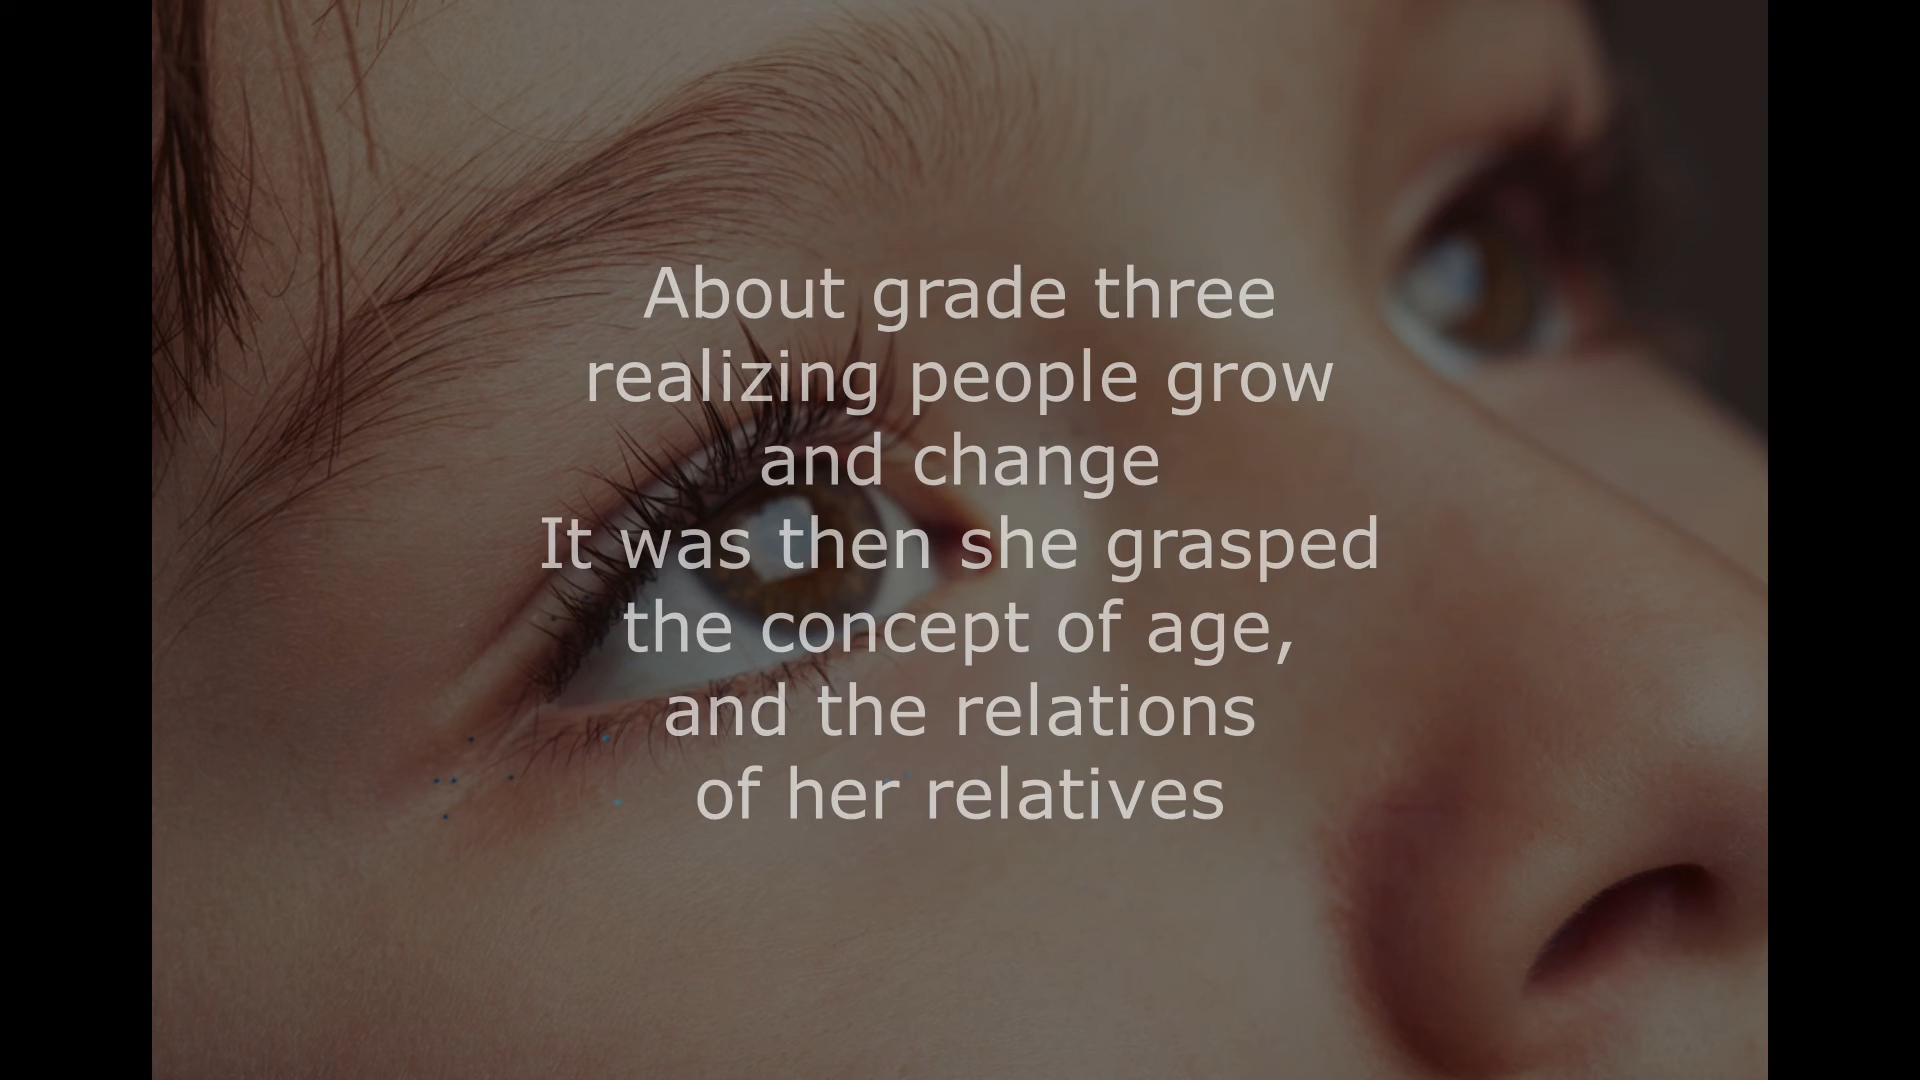 About grade three
realizing people grow
and change
It was then she grasped
the concept of age,
and the relations
of her relatives